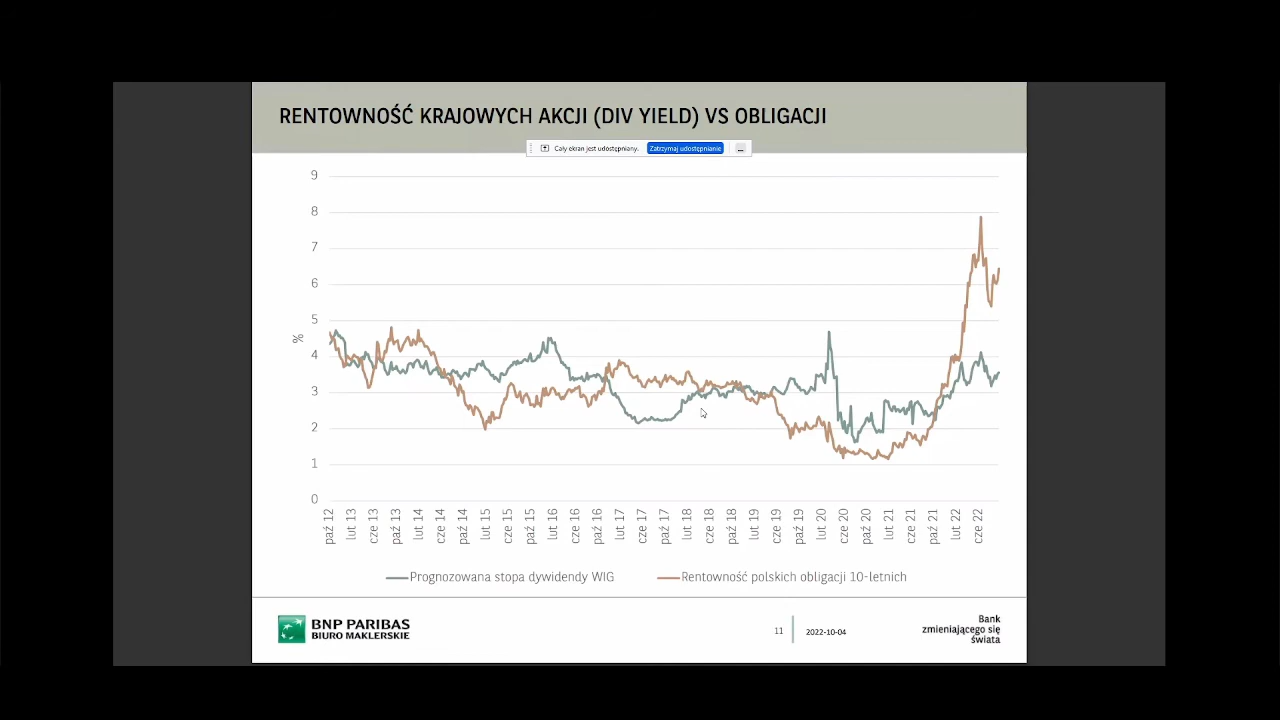 RENTOWNOŚĆ KRAJOWYCH AKCJI (DIV YIELD) VS OBLIGACJI
Cały ekran jest udostępniany.
Zatrzymaj udostępnianie
9
8
7
6
5
4
3
2
1
0
%
paź 12
lut 13
cze 13
paź 13
lut 14
cze 14
paź 14
lut 15
cze 15
paź 15
lut 16
cze 16
paź 16
lut 17
cze 17
paź 17
lut 18
cze 18
paź 18
lut 19
cze 19
paź 19
lut 20
cze 20
paź 20
lut 21
cze 21
paź 21
lut 22
cze 22
Prognozowana stopa dywidendy WIG
Rentowność polskich obligacji 10-letnich
BNP PARIBAS
BIURO MAKLERSKIE
11
2022-10-04
Bank
zmieniającego się
świata